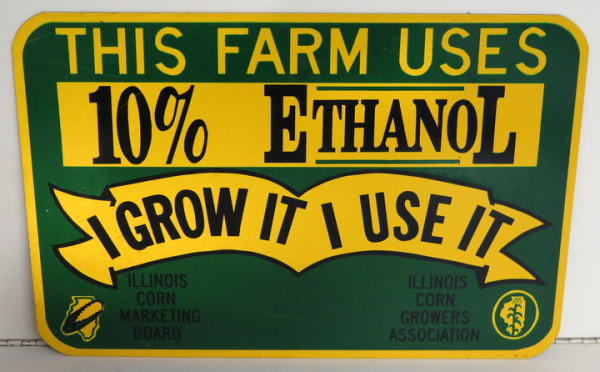 THIS FARM USES
10% ETHANOL
I GROW IT I USE IT
ILLINOIS
CORN
MARKETING
BOARD
ILLINOIS
CORN
GROWERS
ASSOCIATION